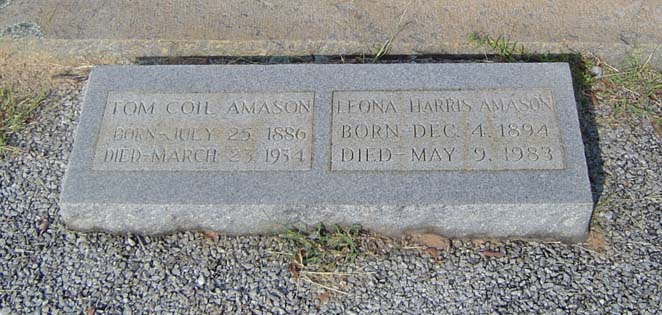 TOM COIL AMASON
BORN-JULY 25, 1886
DIED-MARCH 23, 1934
LEONA HARRIS AMASON
BORN-DEC. 4, 1894
DIED-MAY 9, 1983